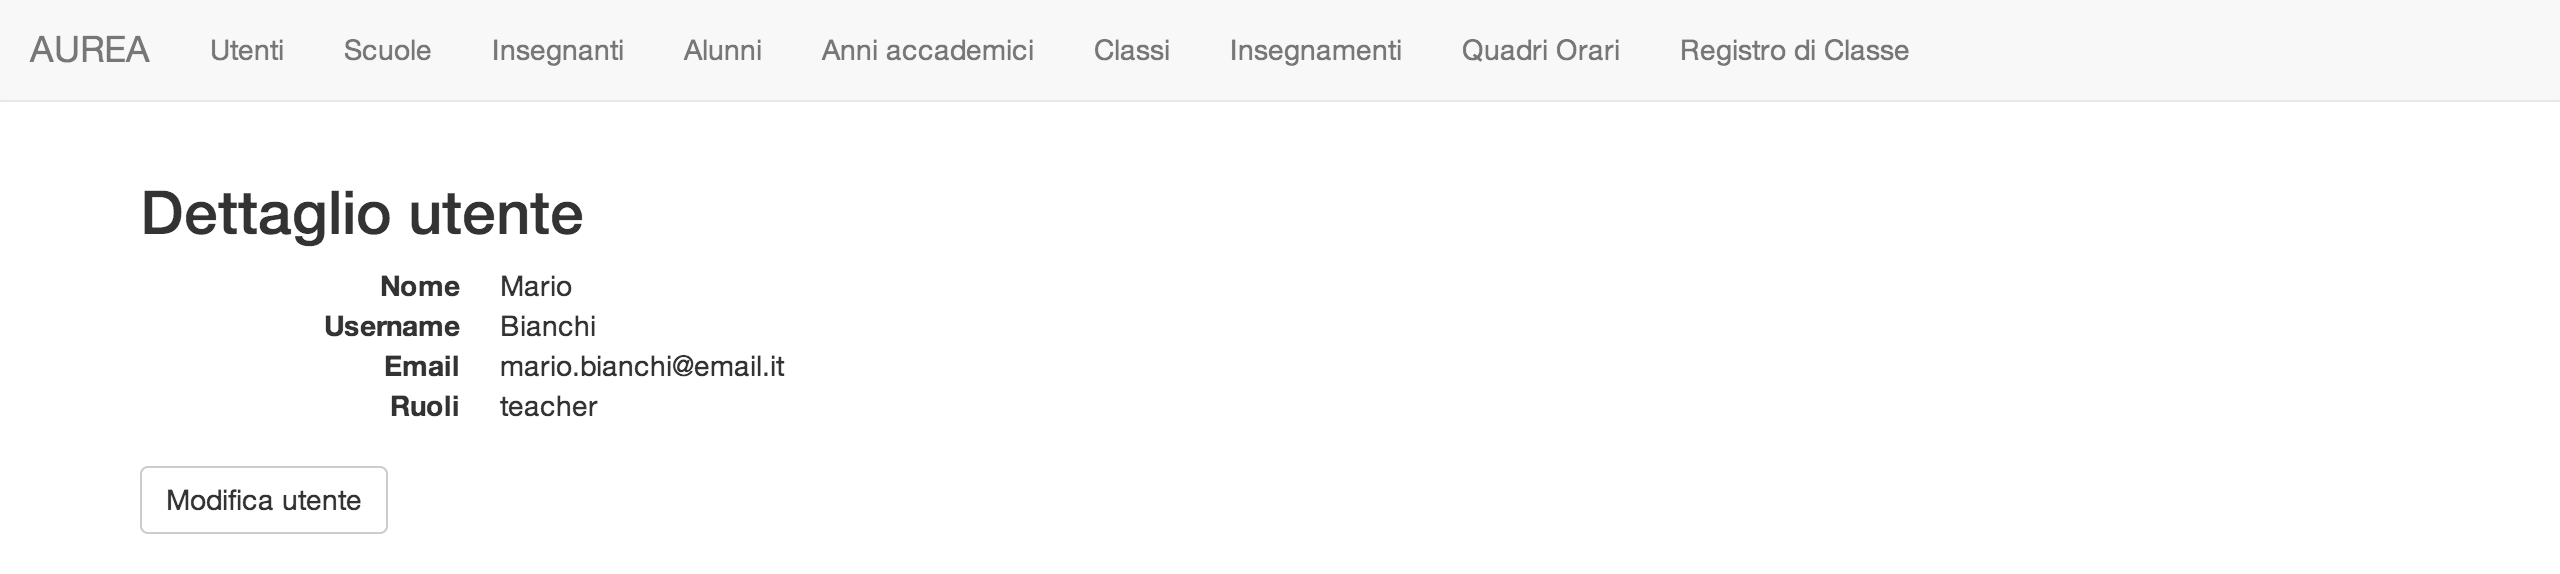 AUREA Utenti Scuole Insegnanti Alunni Anni accademici Classi Insegnamenti Quadri Orari Registro di Classe
Dettaglio utente
Nome Mario
Username Bianchi
Email mario.bianchi@email.it
Ruoli teacher
Modifica utente